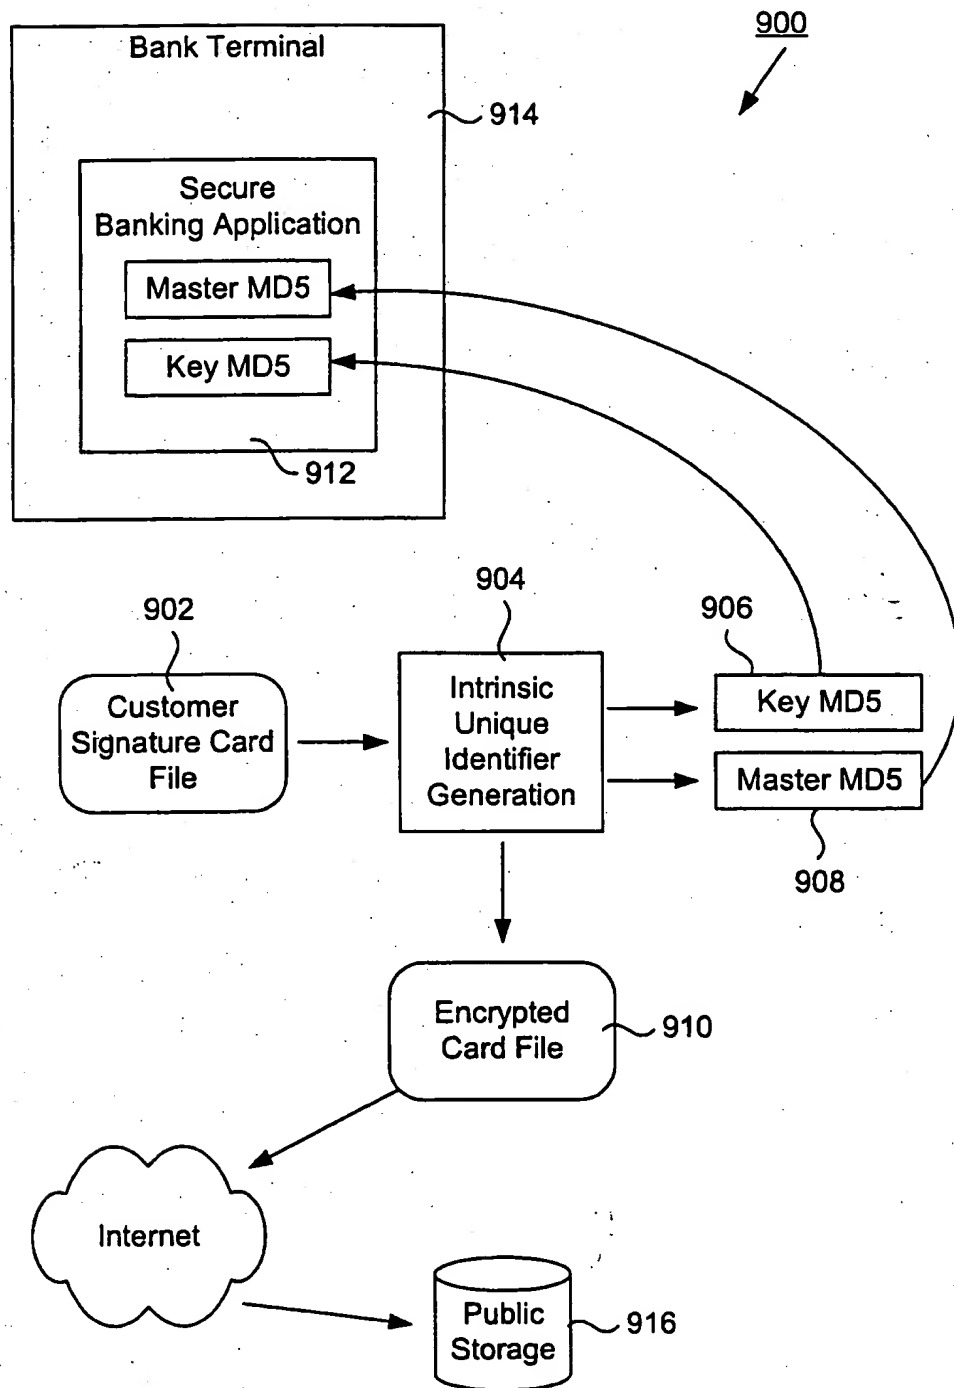 900
Bank Terminal
914
Secure
Banking Application
Master MD5
Key MD5
912
904
902
906
Customer
Signature Card
File
Intrinsic
Unique
Identifier
Generation
Key MD5
Master MD5
908
Encrypted
Card File
910
Internet
Public
Storage
916